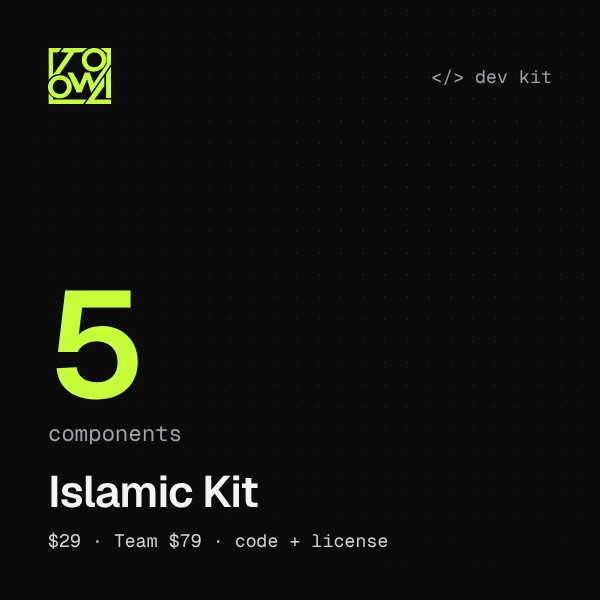 </> dev kit
5
components
Islamic Kit
$29 · Team $79 · code + license